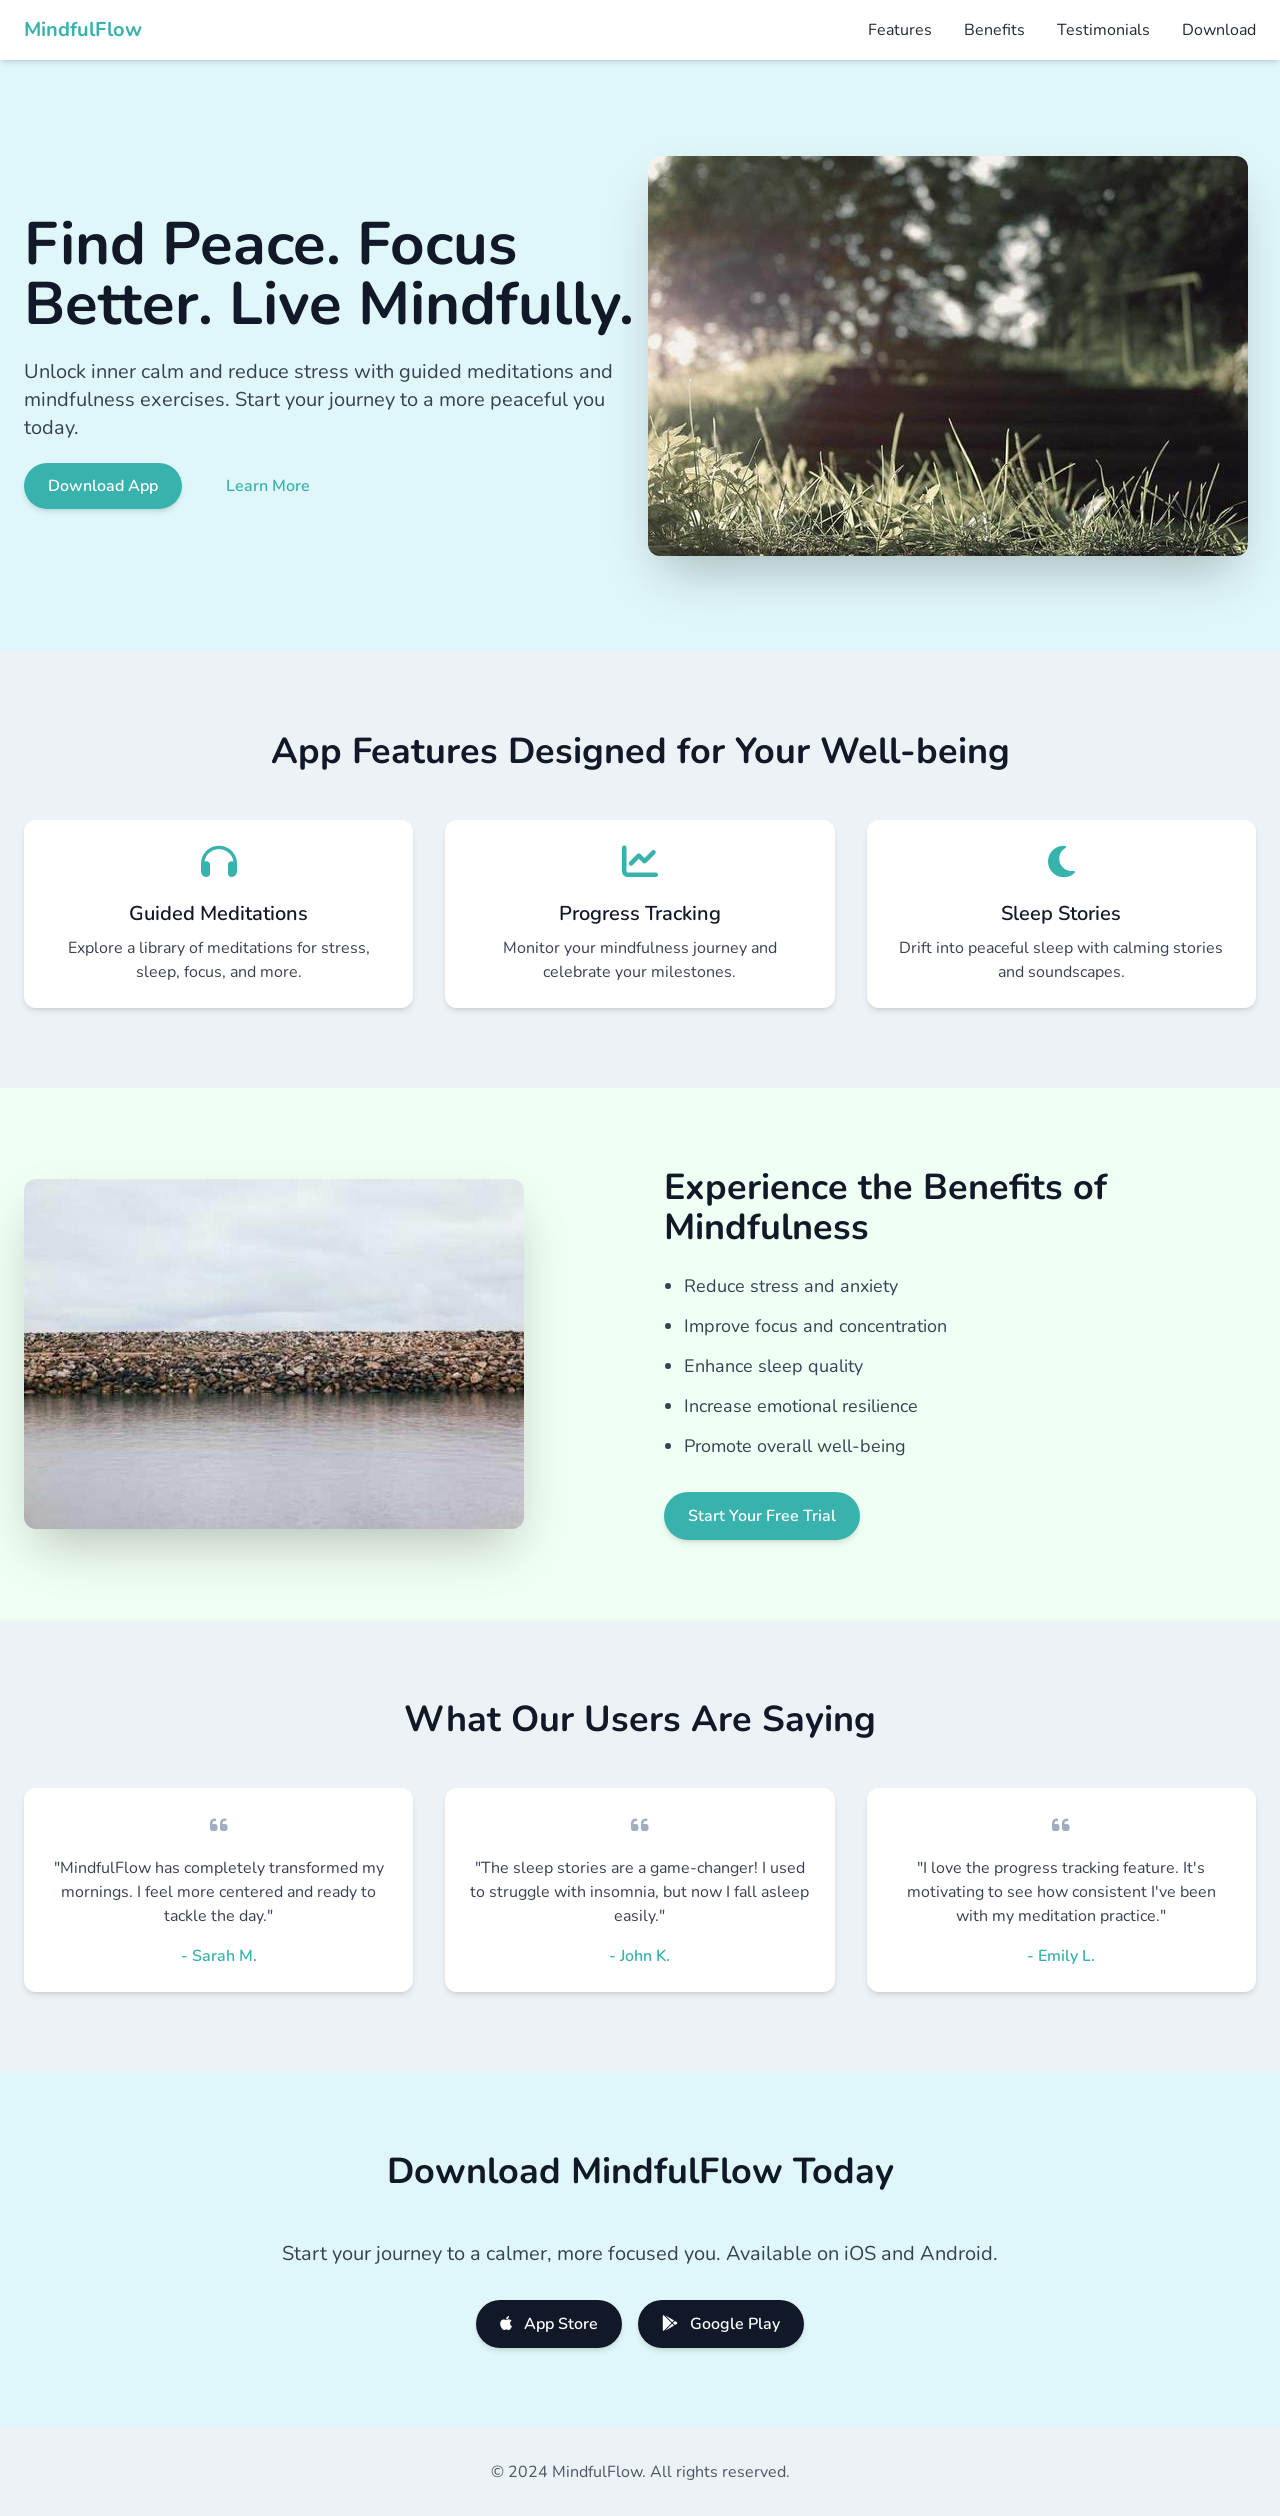 MindfulFlow
Features
Benefits
Testimonials
Download
Find Peace. Focus
Better. Live Mindfully.
Unlock inner calm and reduce stress with guided meditations and
mindfulness exercises. Start your journey to a more peaceful you
today.
Download App
Learn More
App Features Designed for Your Well-being
Guided Meditations
Explore a library of meditations for stress,
sleep, focus, and more.
Progress Tracking
Monitor your mindfulness journey and
celebrate your milestones.
Sleep Stories
Drift into peaceful sleep with calming stories
and soundscapes.
Experience the Benefits of
Mindfulness
• Reduce stress and anxiety
• Improve focus and concentration
• Enhance sleep quality
• Increase emotional resilience
• Promote overall well-being
Start Your Free Trial
What Our Users Are Saying
"MindfulFlow has completely transformed my
mornings. I feel more centered and ready to
tackle the day."
- Sarah M.
"The sleep stories are a game-changer! I used
to struggle with insomnia, but now I fall asleep
easily."
- John K.
"I love the progress tracking feature. It's
motivating to see how consistent I've been
with my meditation practice."
- Emily L.
Download MindfulFlow Today
Start your journey to a calmer, more focused you. Available on iOS and Android.
App Store
Google Play
© 2024 MindfulFlow. All rights reserved.